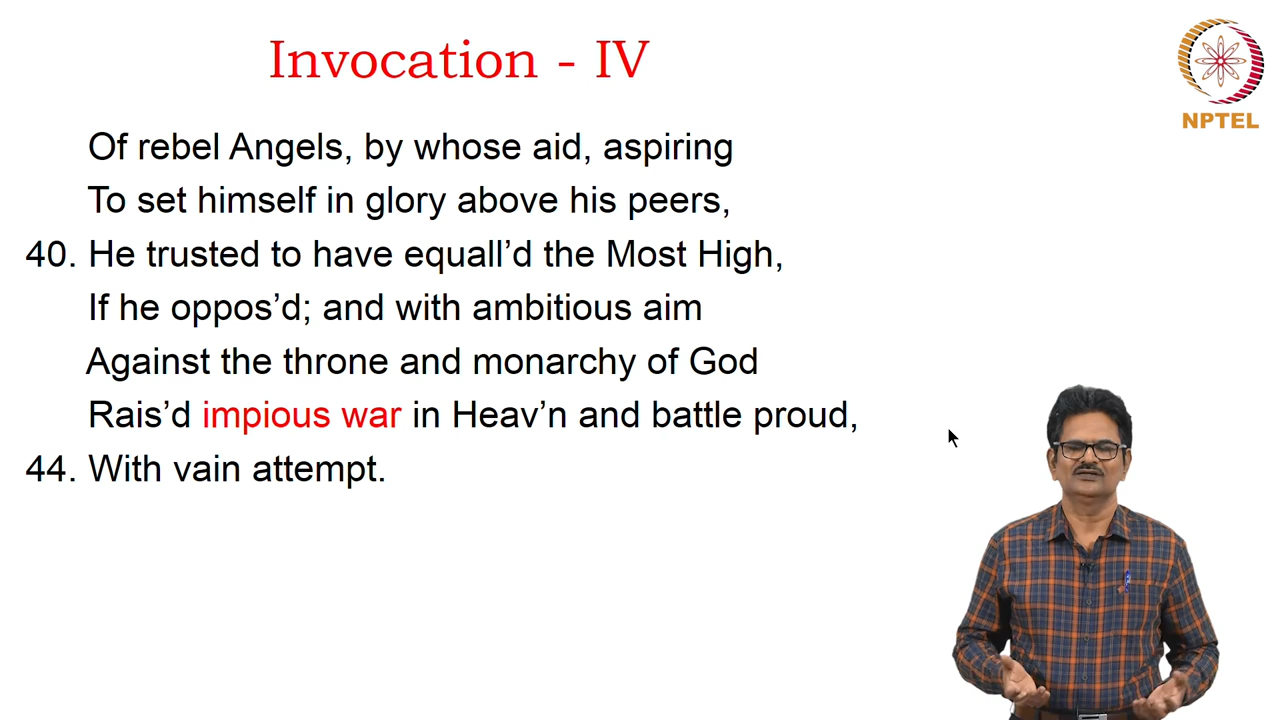 Invocation - IV
NPTEL
Of rebel Angels, by whose aid, aspiring
To set himself in glory above his peers,
40. He trusted to have equall’d the Most High,
If he oppos’d; and with ambitious aim
Against the throne and monarchy of God
Rais’d impious war in Heav’n and battle proud,
44. With vain attempt.